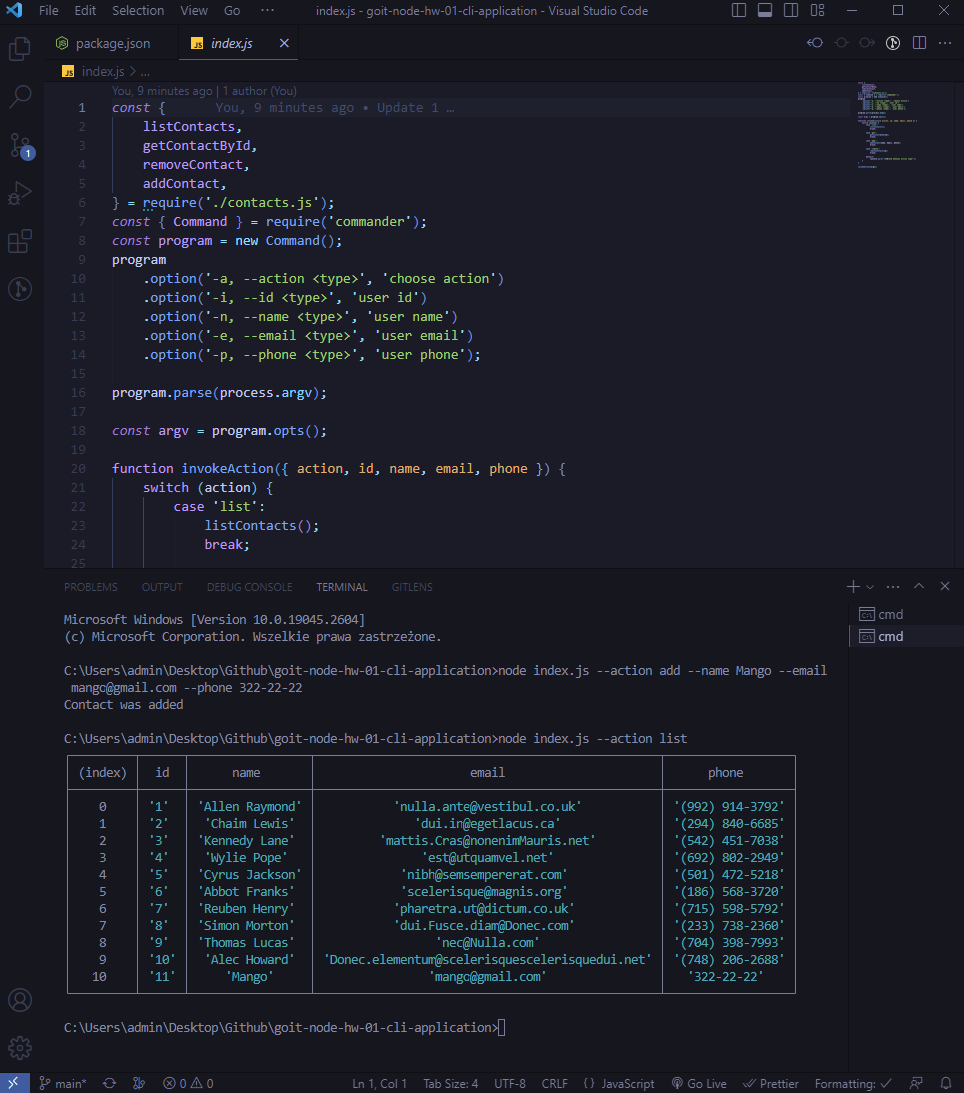 File Edit Selection View Go ··· index.js - goit-node-hw-01-cli-application - Visual Studio Code
package.json
JS index.js
JS index.js > ...
You, 9 minutes ago | 1 author (You)
1 const { You, 9 minutes ago • Update 1 …
2 listContacts,
3 getContactById,
4 removeContact,
5 addContact,
6 } = require('./contacts.js');
7 const { Command } = require('commander');
8 const program = new Command();
9 program
10 .option('-a, --action <type>', 'choose action')
11 .option('-i, --id <type>', 'user id')
12 .option('-n, --name <type>', 'user name')
13 .option('-e, --email <type>', 'user email')
14 .option('-p, --phone <type>', 'user phone');
15
16 program.parse(process.argv);
17
18 const argv = program.opts();
19
20 function invokeAction({ action, id, name, email, phone }) {
21 switch (action) {
22 case 'list':
23 listContacts();
24 break;
25
1
PROBLEMS OUTPUT DEBUG CONSOLE TERMINAL GITLENS
cmd
cmd
Microsoft Windows [Version 10.0.19045.2604]
(c) Microsoft Corporation. Wszelkie prawa zastrzeżone.
C:\Users\admin\Desktop\Github\goit-node-hw-01-cli-application>node index.js --action add --name Mango --email
mango@gmail.com --phone 322-22-22
Contact was added
C:\Users\admin\Desktop\Github\goit-node-hw-01-cli-application>node index.js --action list
(index) id name email phone
0 '1' 'Allen Raymond' 'nulla.ante@vestibul.co.uk' '(992) 914-3792'
1 '2' 'Chaim Lewis' 'dui.in@egetlacus.ca' '(294) 840-6685'
2 '3' 'Kennedy Lane' 'mattis.Cras@nonenimMauris.net' '(542) 451-7038'
3 '4' 'Wylie Pope' 'est@utquamvel.net' '(692) 802-2949'
4 '5' 'Cyrus Jackson' 'nibh@semsempererat.com' '(501) 472-5218'
5 '6' 'Abbot Franks' 'scelerisque@magnis.org' '(186) 568-3720'
6 '7' 'Reuben Henry' 'pharetra.ut@dictum.co.uk' '(715) 598-5792'
7 '8' 'Simon Morton' 'dui.Fusce.diam@Donec.com' '(233) 738-2360'
8 '9' 'Thomas Lucas' 'nec@Nulla.com' '(704) 398-7993'
9 '10' 'Alec Howard' 'Donec.elementum@scelerisquescelerisquedui.net' '(748) 206-2688'
10 '11' 'Mango' 'mango@gmail.com' '322-22-22'
C:\Users\admin\Desktop\Github\goit-node-hw-01-cli-application>
main* 0 0 Ln 1, Col 1 Tab Size: 4 UTF-8 CRLF { } JavaScript Go Live Prettier Formatting: ✓